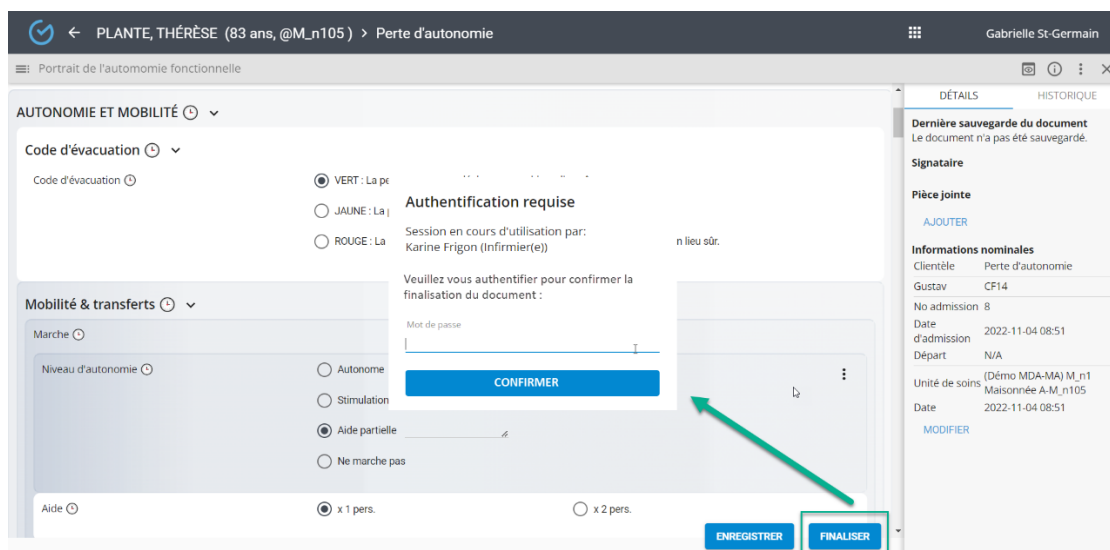 PLANTE, THÉRÈSE (83 ans, @M_n105 ) > Perte d'autonomie
Gabrielle St-Germain
Portrait de l'automomie fonctionnelle
AUTONOMIE ET MOBILITÉ
Code d'évacuation
Code d'évacuation
VERT : La pe
JAUNE : La
ROUGE : La
n lieu sûr.
Mobilité & transferts
Marche
Niveau d'autonomie
Autonome
Stimulation
Aide partielle
Ne marche pas
Aide
x 1 pers.
x 2 pers.
Authentification requise
Session en cours d'utilisation par:
Karine Frigon (Infirmier(e))
Veuillez vous authentifier pour confirmer la
finalisation du document :
Mot de passe
CONFIRMER
ENREGISTRER
FINALISER
DÉTAILS
HISTORIQUE
Dernière sauvegarde du document
Le document n'a pas été sauvegardé.
Signataire
Pièce jointe
AJOUTER
Informations nominales
Clientèle Perte d'autonomie
Gustav CF14
No admission 8
Date
d'admission 2022-11-04 08:51
Départ N/A
Unité de soins (Démo MDA-MA) M_n1
Maisonnée A-M_n105
Date 2022-11-04 08:51
MODIFIER